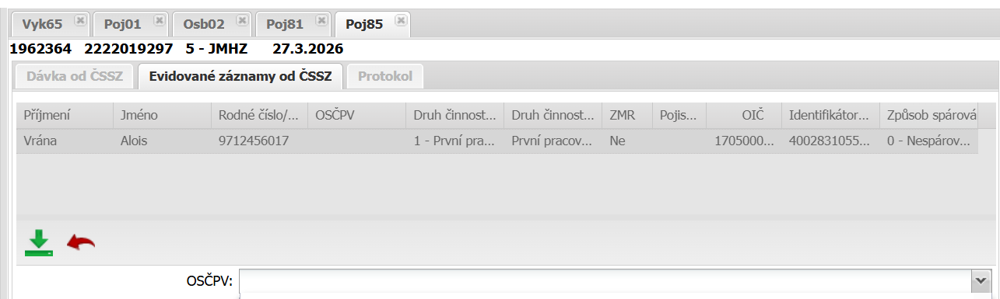 Vyk65 Poj01 Osb02 Poj81 Poj85
1962364 2222019297 5 - JMHZ 27.3.2026
Dávka od ČSSZ Evidované záznamy od ČSSZ Protokol
Příjmení Jméno Rodné číslo/... OSČPV Druh činnost... Druh činnost... ZMR Pojis... OIČ Identifikátor... Způsob spárová
Vrána Alois 9712456017 1 - První pra... První pracov... Ne 1705000... 4002831055... 0 - Nespárov...
OSČPV: